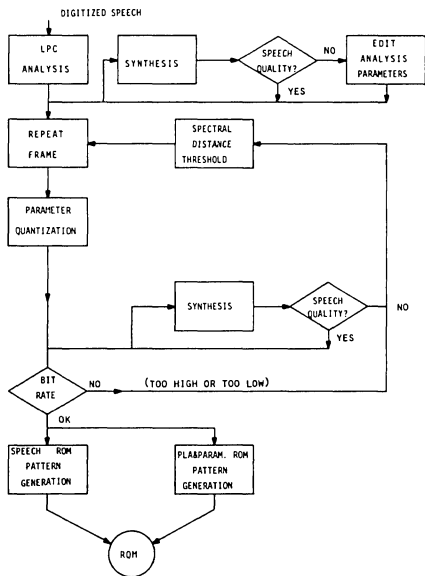 DIGITIZED SPEECH
LPC
ANALYSIS
SYNTHESIS
SPEECH
QUALITY?
NO
YES
EDIT
ANALYSIS
PARAMETERS
REPEAT
FRAME
SPECTRAL
DISTANCE
THRESHOLD
PARAMETER
QUANTIZATION
SYNTHESIS
SPEECH
QUALITY?
NO
YES
BIT
RATE
NO
(TOO HIGH OR TOO LOW)
OK
SPEECH ROM
PATTERN
GENERATION
PLA&PARAM. ROM
PATTERN
GENERATION
ROM